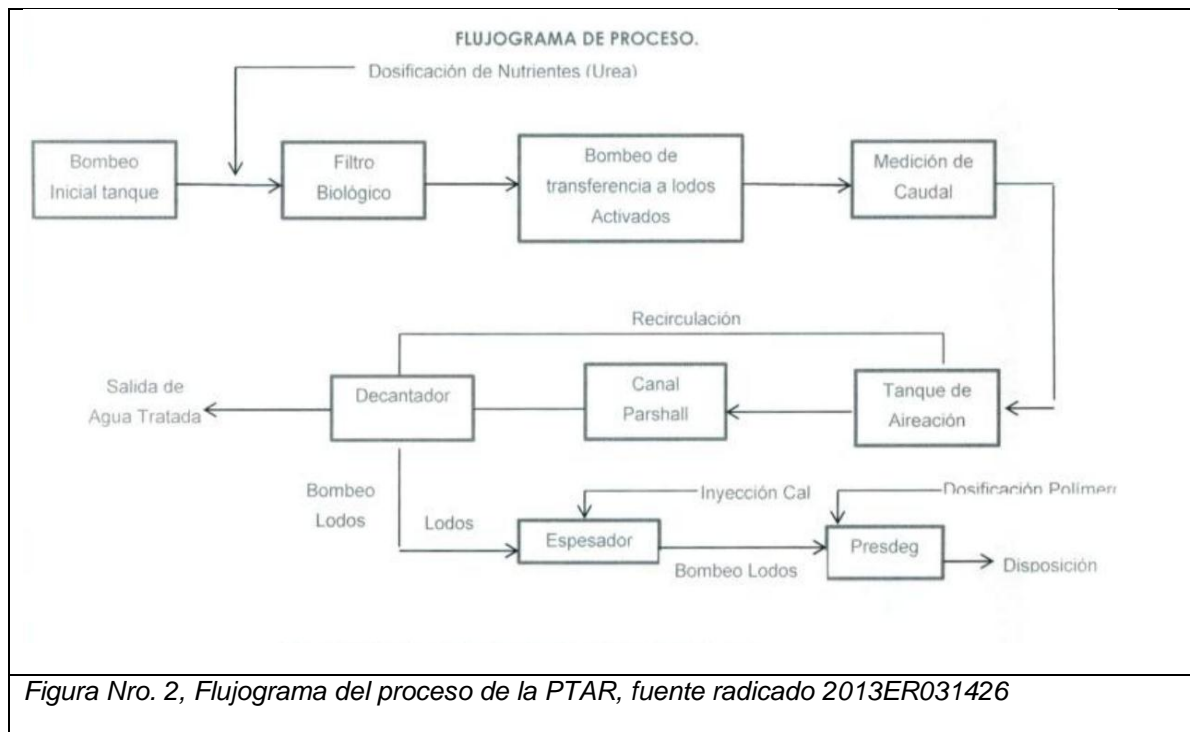 FLUJOGRAMA DE PROCESO.
Dosificación de Nutrientes (Urea)
Bombeo
Inicial tanque
Filtro
Biológico
Bombeo de
transferencia a lodos
Activados
Medición de
Caudal
Recirculación
Salida de
Agua Tratada
Decantador
Canal
Parshall
Tanque de
Aireación
Bombeo
Lodos
Lodos
Inyección Cal
Dosificación
Espesador
Bombeo Lodos
Presdeg
Disposición
Figura Nro. 2, Flujograma del proceso de la PTAR, fuente radicado 2013ER031426